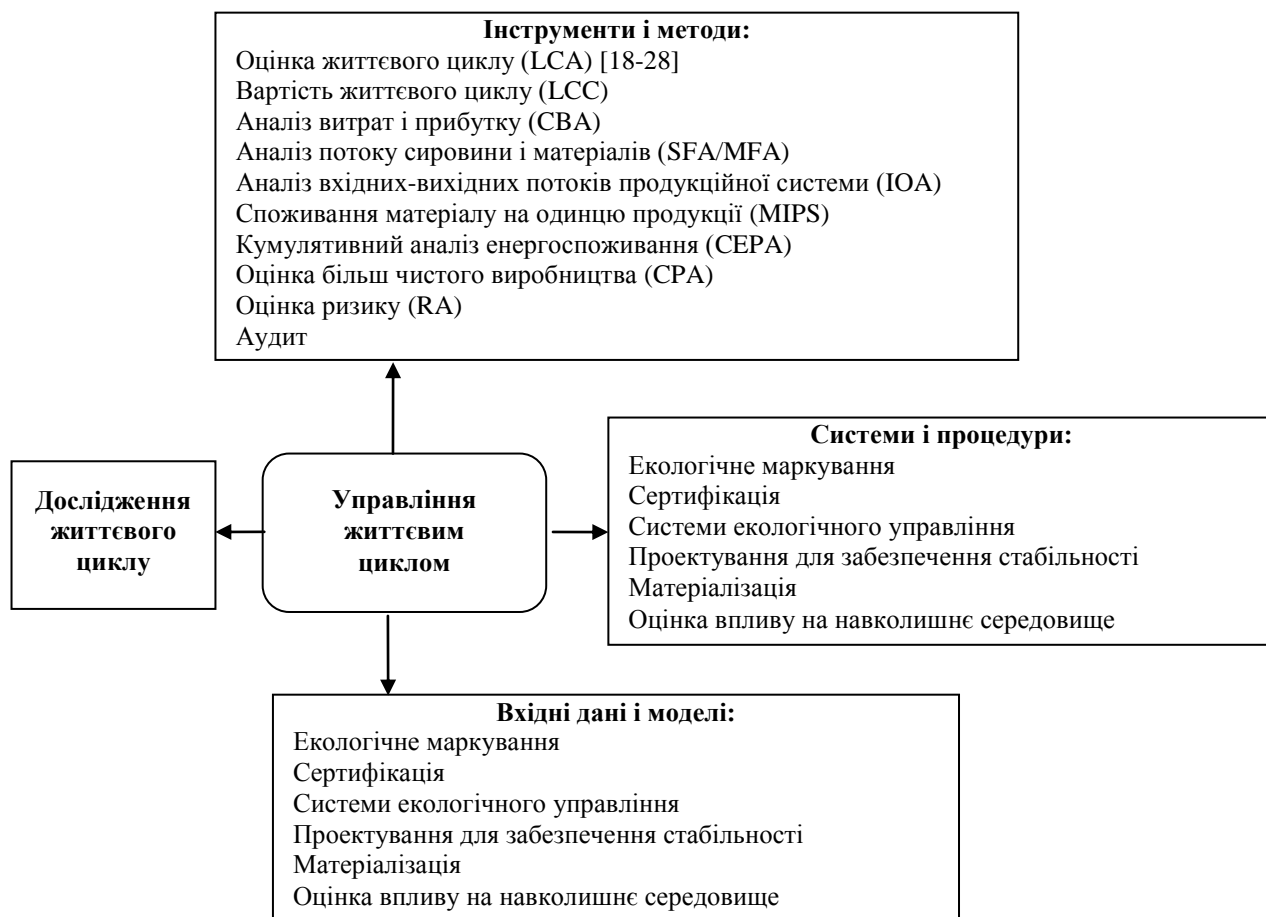 Інструменти і методи:
Оцінка життєвого циклу (LCA) [18-28]
Вартість життєвого циклу (LCC)
Аналіз витрат і прибутку (CBA)
Аналіз потоку сировини і матеріалів (SFA/MFA)
Аналіз вхідних-вихідних потоків продукційної системи (IOA)
Споживання матеріалу на одинцю продукції (MIPS)
Кумулятивний аналіз енергоспоживання (CEPA)
Оцінка більш чистого виробництва (CPA)
Оцінка ризику (RA)
Аудит
Дослідження
життєвого
циклу
Управління
життєвим
циклом
Системи і процедури:
Екологічне маркування
Сертифікація
Системи екологічного управління
Проектування для забезпечення стабільності
Матеріалізація
Оцінка впливу на навколишнє середовище
Вхідні дані і моделі:
Екологічне маркування
Сертифікація
Системи екологічного управління
Проектування для забезпечення стабільності
Матеріалізація
Оцінка впливу на навколишнє середовище